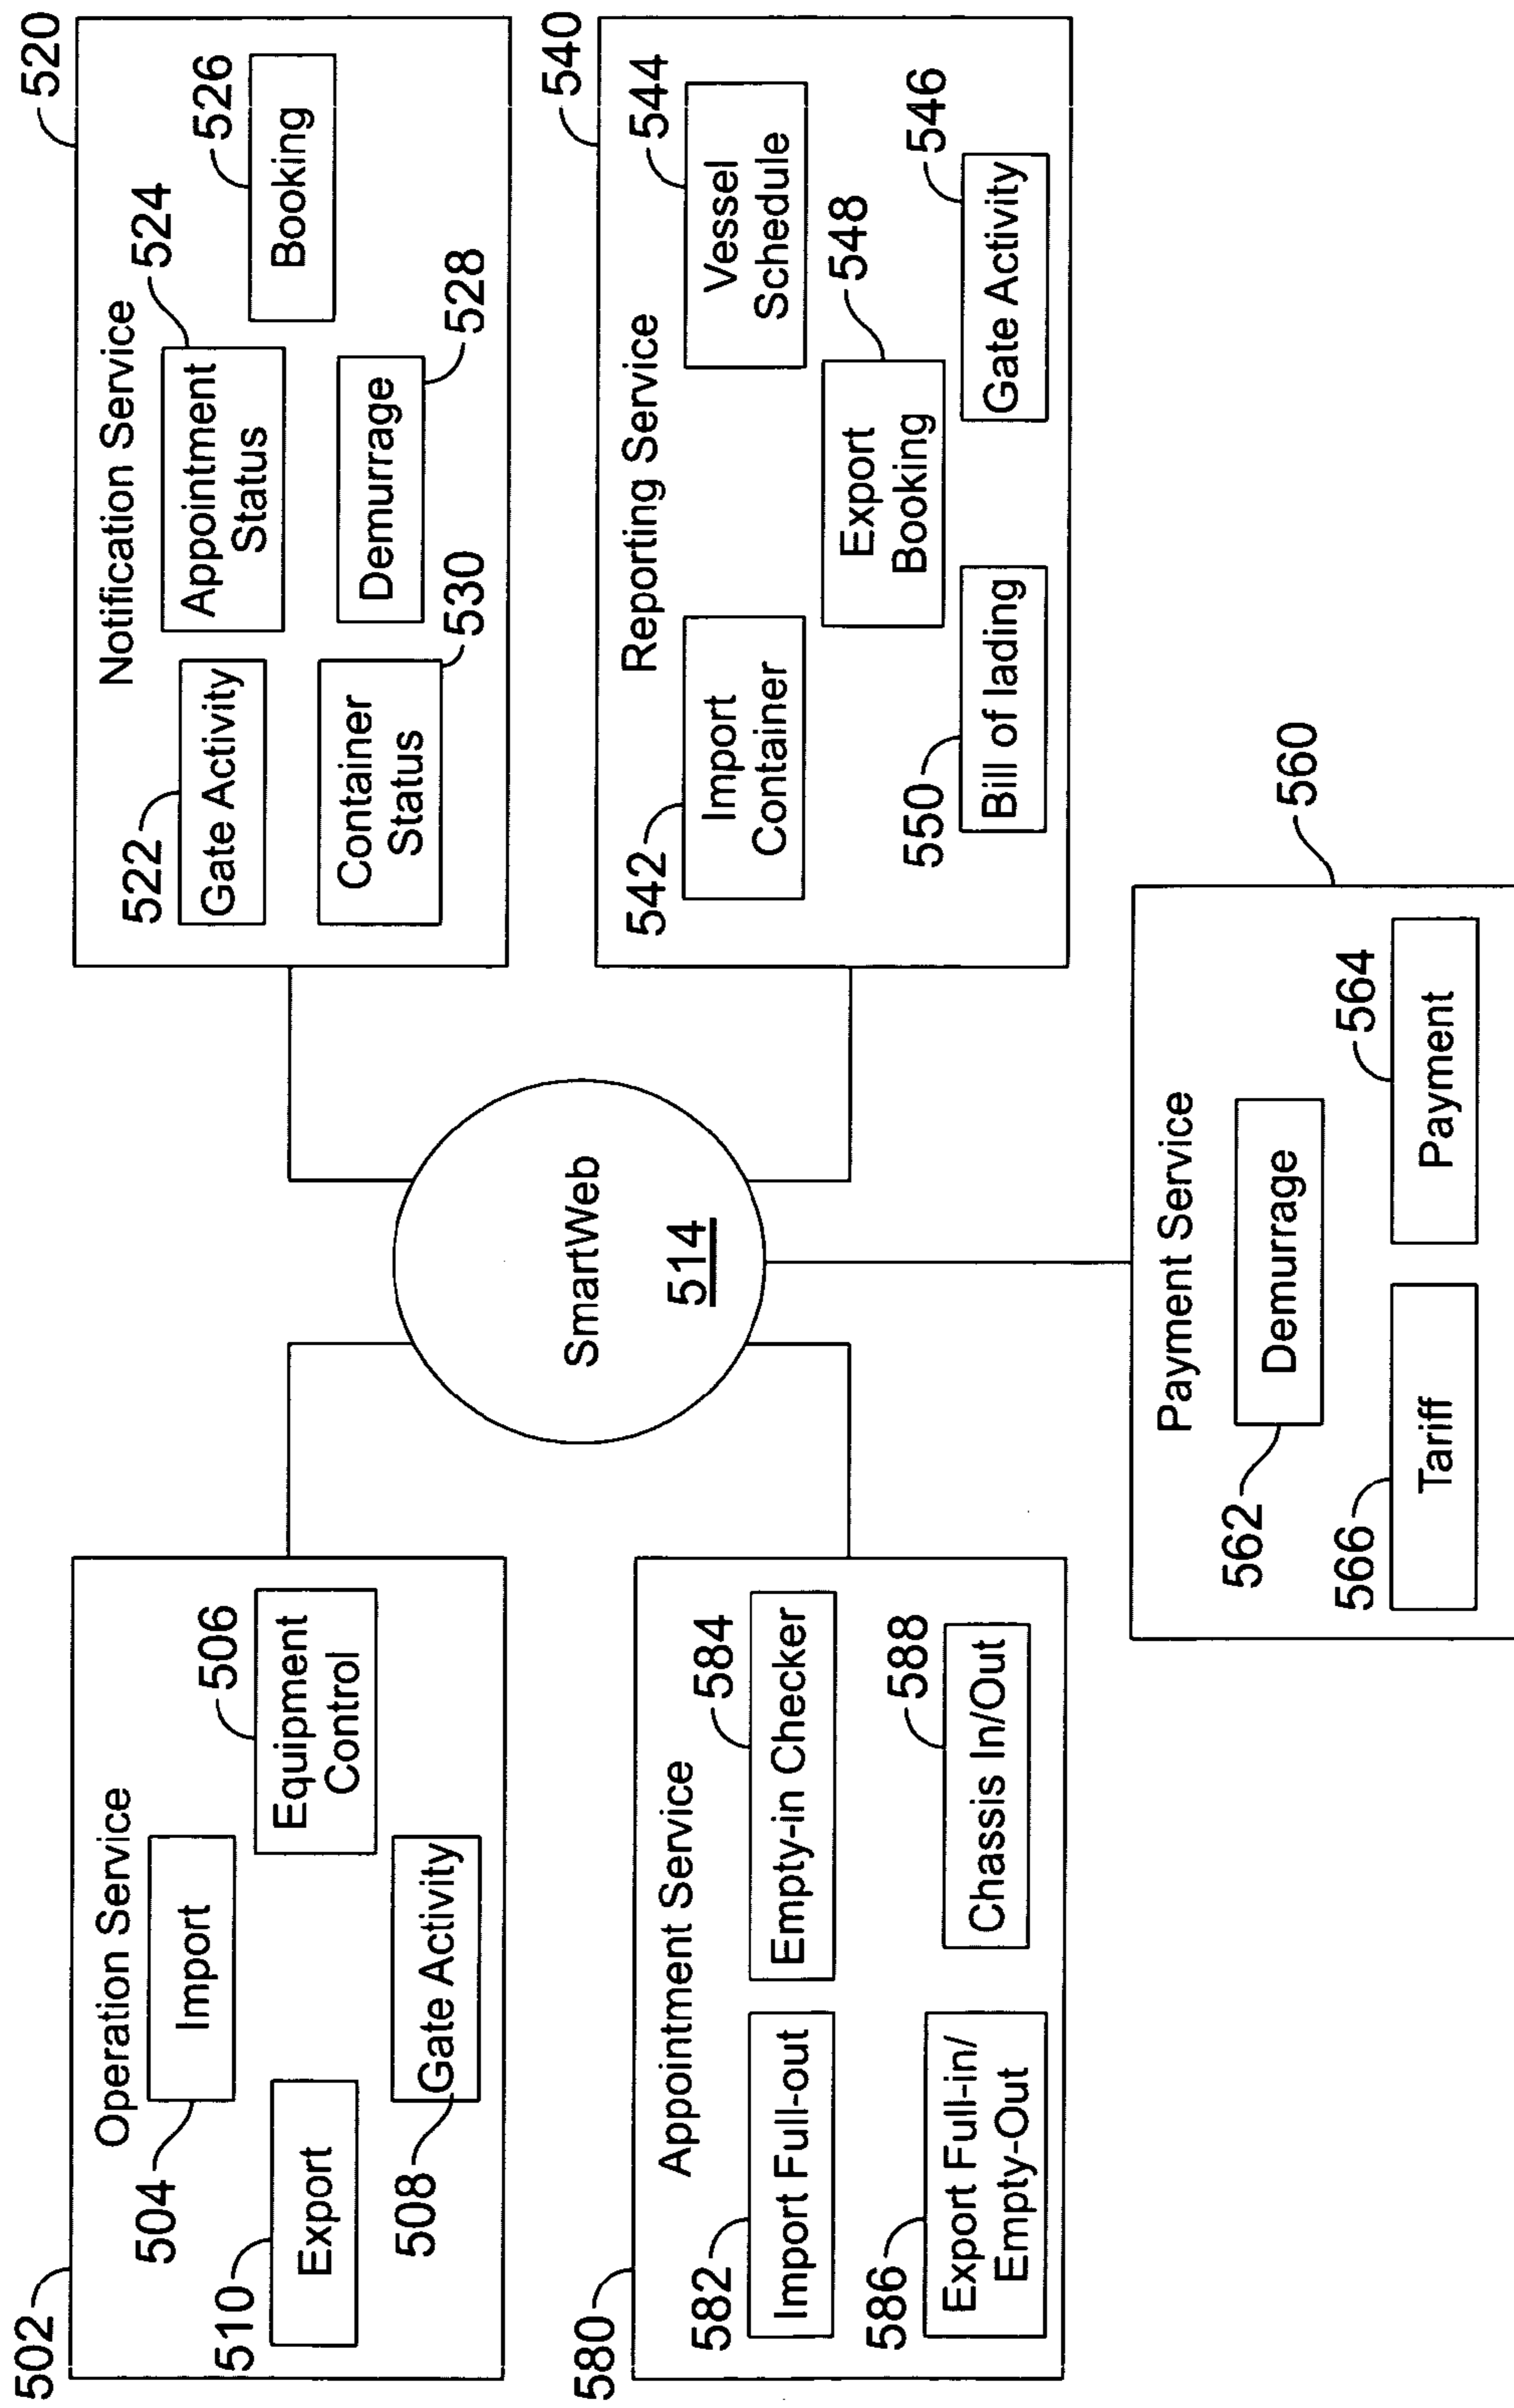 502
Operation Service
504
Import
506
Equipment
Control
510
Export
508
Gate Activity
520
Notification Service
522
Gate Activity
524
Appointment
Status
526
Booking
528
Demurrage
530
Container
Status
SmartWeb
514
580
Appointment Service
582
Import Full-out
584
Empty-in Checker
586
Export Full-in/
Empty-Out
588
Chassis In/Out
540
Reporting Service
542
Import
Container
544
Vessel
Schedule
548
Export
Booking
550
Bill of lading
546
Gate Activity
560
Payment Service
562
Demurrage
566
Tariff
564
Payment